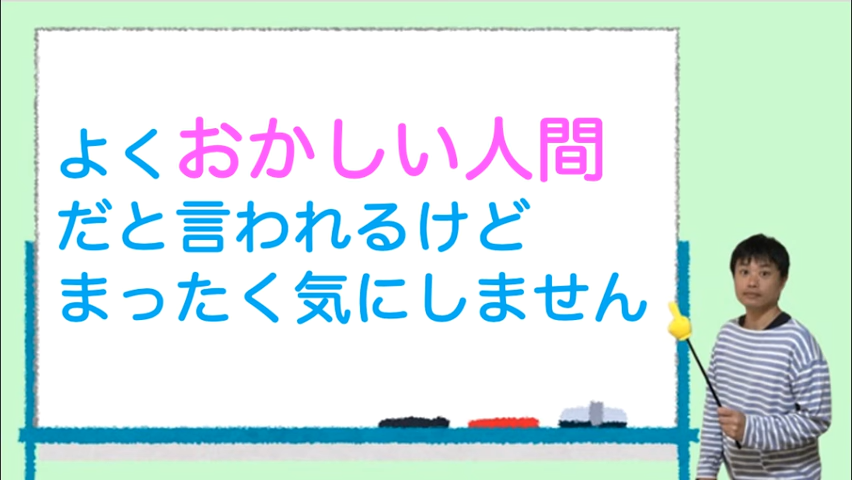 よくおかしい人間
だと言われるけど
まったく気にしません